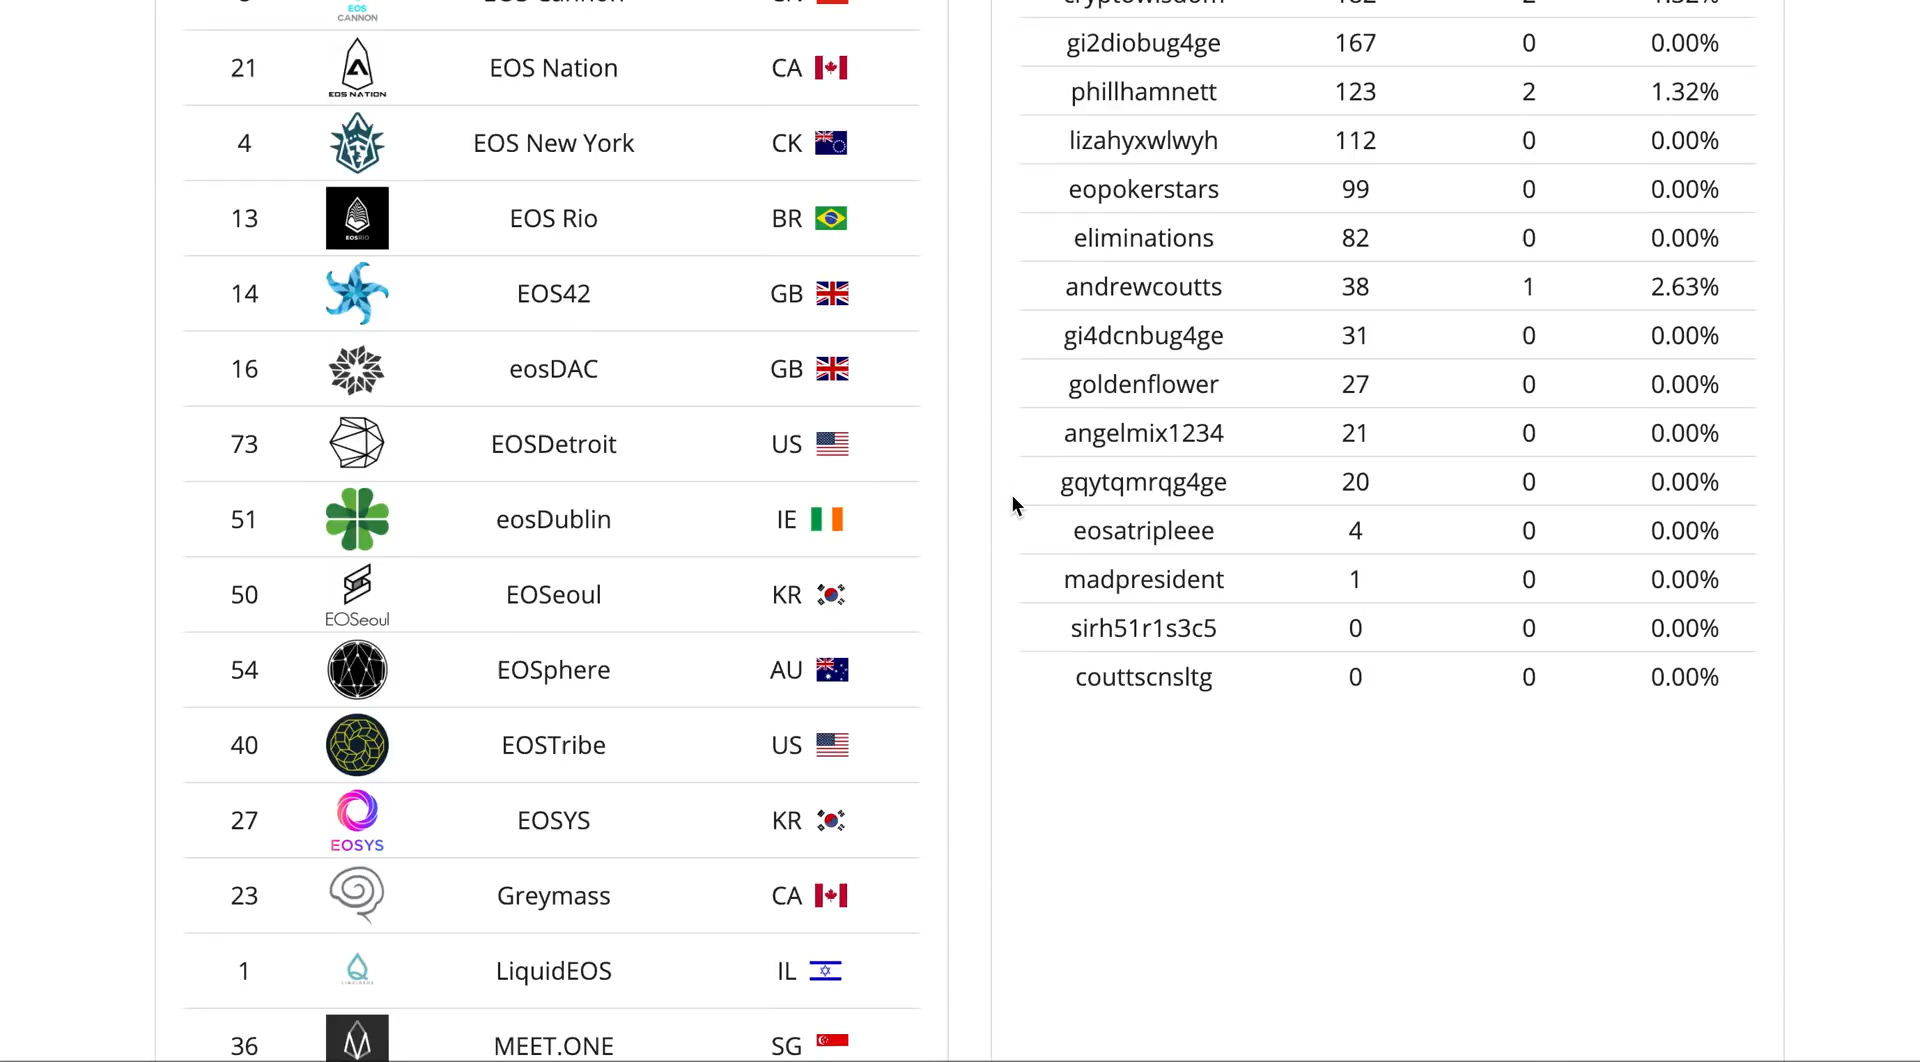 EOS
CANNON
21 EOS NATION EOS Nation CA
4 EOS New York CK
13 EOSRIO EOS Rio BR
14 EOS42 GB
16 eosDAC GB
73 EOSDetroit US
51 eosDublin IE
50 EOSeoul EOSeoul KR
54 EOSphere AU
40 EOSTribe US
27 EOSYS EOSYS KR
23 Greymass CA
1 LIQUIDEOS LiquidEOS IL
36 MEET.ONE SG
gi2diobug4ge 167 0 0.00%
phillhamnett 123 2 1.32%
lizahyxwlwyh 112 0 0.00%
eopokerstars 99 0 0.00%
eliminations 82 0 0.00%
andrewcoutts 38 1 2.63%
gi4dcnbug4ge 31 0 0.00%
goldenflower 27 0 0.00%
angelmix1234 21 0 0.00%
gqytqmrqg4ge 20 0 0.00%
eosatripleee 4 0 0.00%
madpresident 1 0 0.00%
sirh51r1s3c5 0 0 0.00%
couttscnsltg 0 0 0.00%